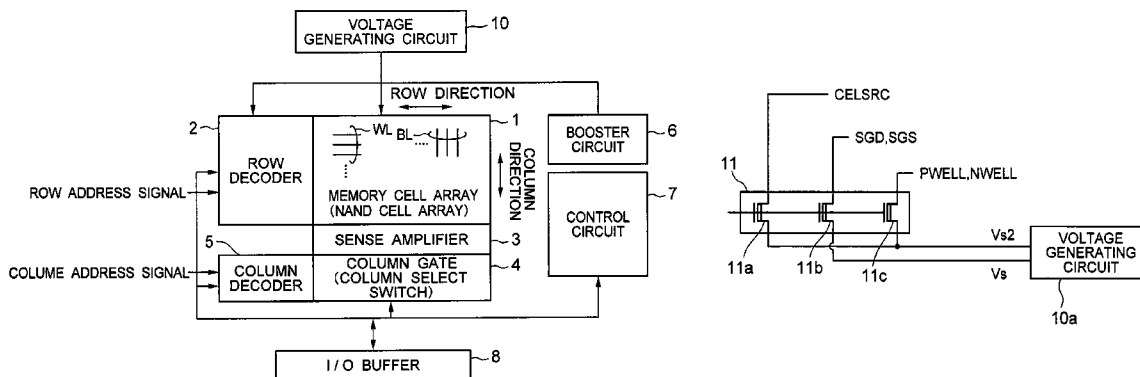 VOLTAGE
GENERATING CIRCUIT
10
ROW DIRECTION
2
1
WL
BL
ROW
DECODER
COLUMN
DIRECTION
MEMORY CELL ARRAY
(NAND CELL ARRAY)
ROW ADDRESS SIGNAL
BOOSTER
CIRCUIT
6
7
CONTROL
CIRCUIT
5
SENSE AMPLIFIER
3
COLUME ADDRESS SIGNAL
COLUMN
DECODER
COLUMN GATE
(COLUMN SELECT
SWITCH)
4
I/O BUFFER
8
CELSRC
SGD,SGS
PWELL,NWELL
11
11a
11b
11c
Vs2
Vs
VOLTAGE
GENERATING
CIRCUIT
10a